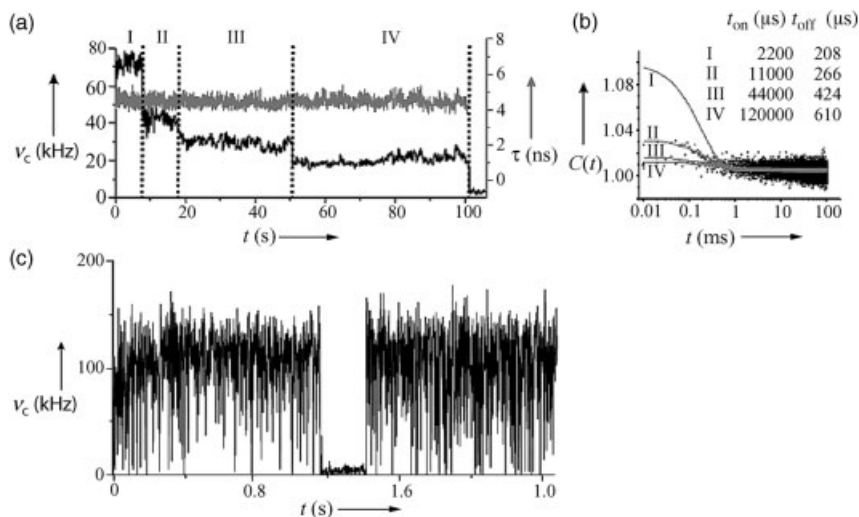 (a)
I II III IV
80
60
40
20
0
ν_c (kHz)
8
6
4
2
0
τ (ns)
0 20 40 60 80 100
t (s)
(b)
t_on (μs) t_off (μs)
I 2200 208
II 11000 266
III 44000 424
IV 120000 610
1.08
1.04
1.00
C(t)
I
II
III
IV
0.01 0.1 1 10 100
t (ms)
(c)
200
100
0
ν_c (kHz)
0 0.8 1.6 1.0
t (s)